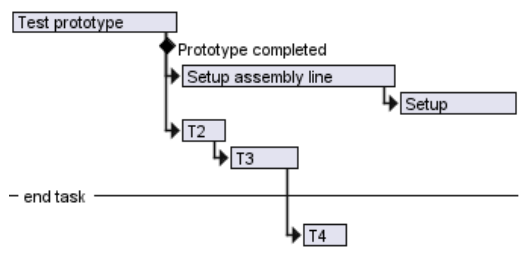 Test prototype
Prototype completed
Setup assembly line
Setup
T2
T3
end task
T4